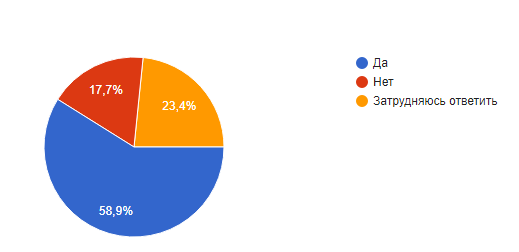 17,7%
23,4%
58,9%
Да
Нет
Затрудняюсь ответить